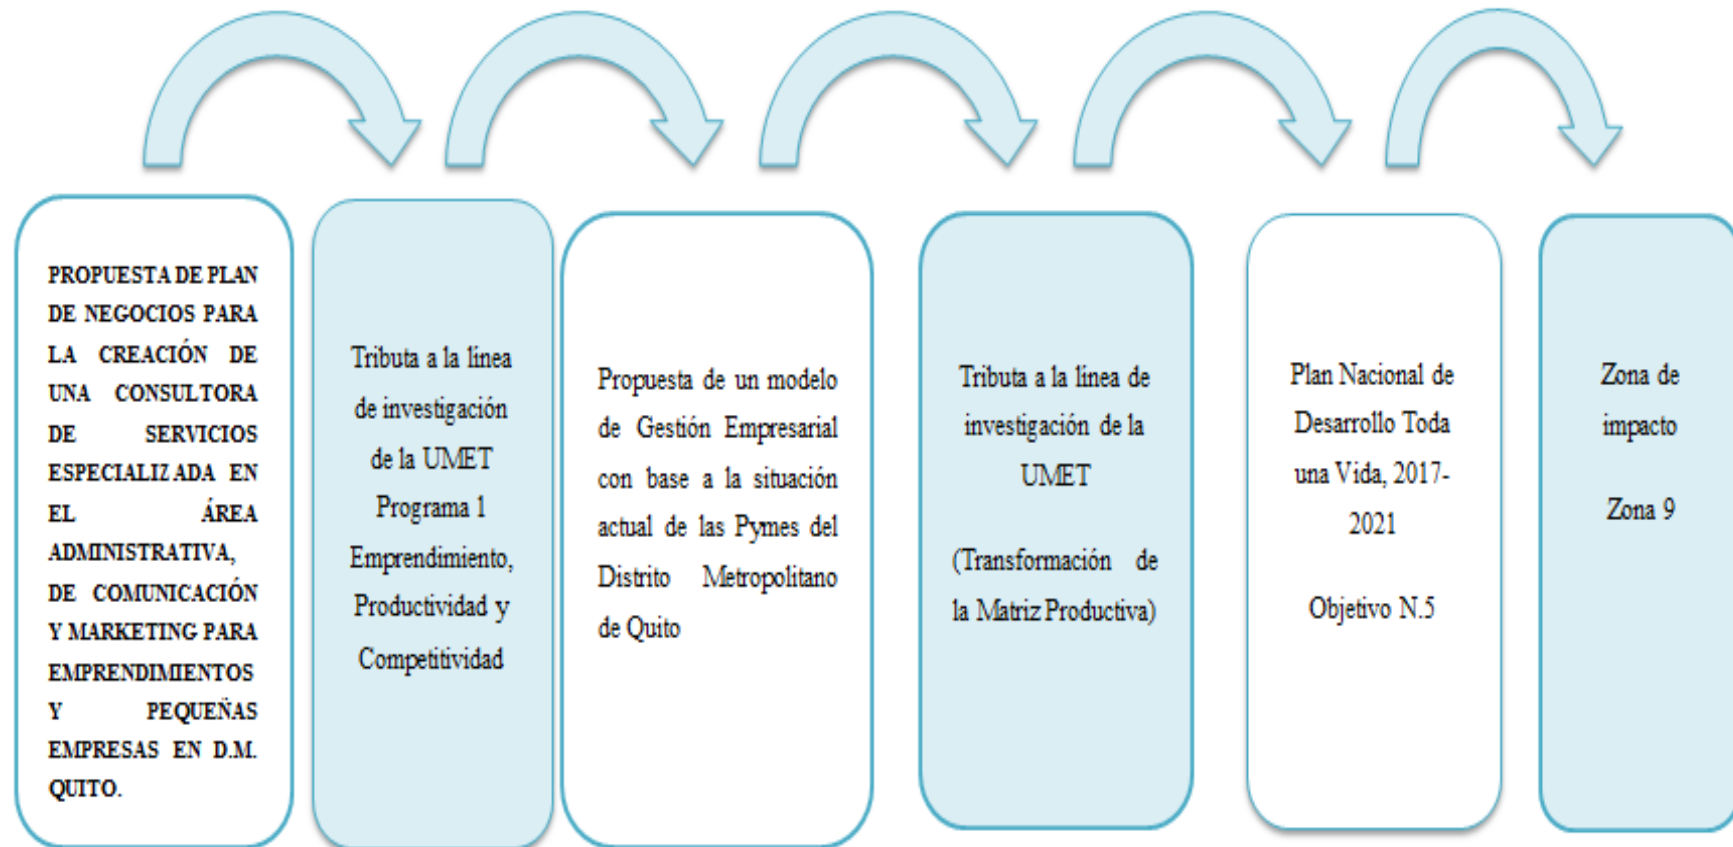 PROPUESTA DE PLAN
DE NEGOCIOS PARA
LA CREACIÓN DE
UNA CONSULTORA
DE SERVICIOS
ESPECIALIZADA EN
EL ÁREA
ADMINISTRATIVA,
DE COMUNICACIÓN
Y MARKETING PARA
EMPRENDIMIENTOS
Y PEQUEÑAS
EMPRESAS EN D.M.
QUITO.
Tributa a la línea
de investigación
de la UMET
Programa 1
Emprendimiento,
Productividad y
Competitividad
Propuesta de un modelo
de Gestión Empresarial
con base a la situación
actual de las Pymes del
Distrito Metropolitano
de Quito
Tributa a la línea de
investigación de la
UMET
(Transformación de
la Matriz Productiva)
Plan Nacional de
Desarrollo Toda
una Vida, 2017-
2021
Objetivo N.5
Zona de
impacto
Zona 9